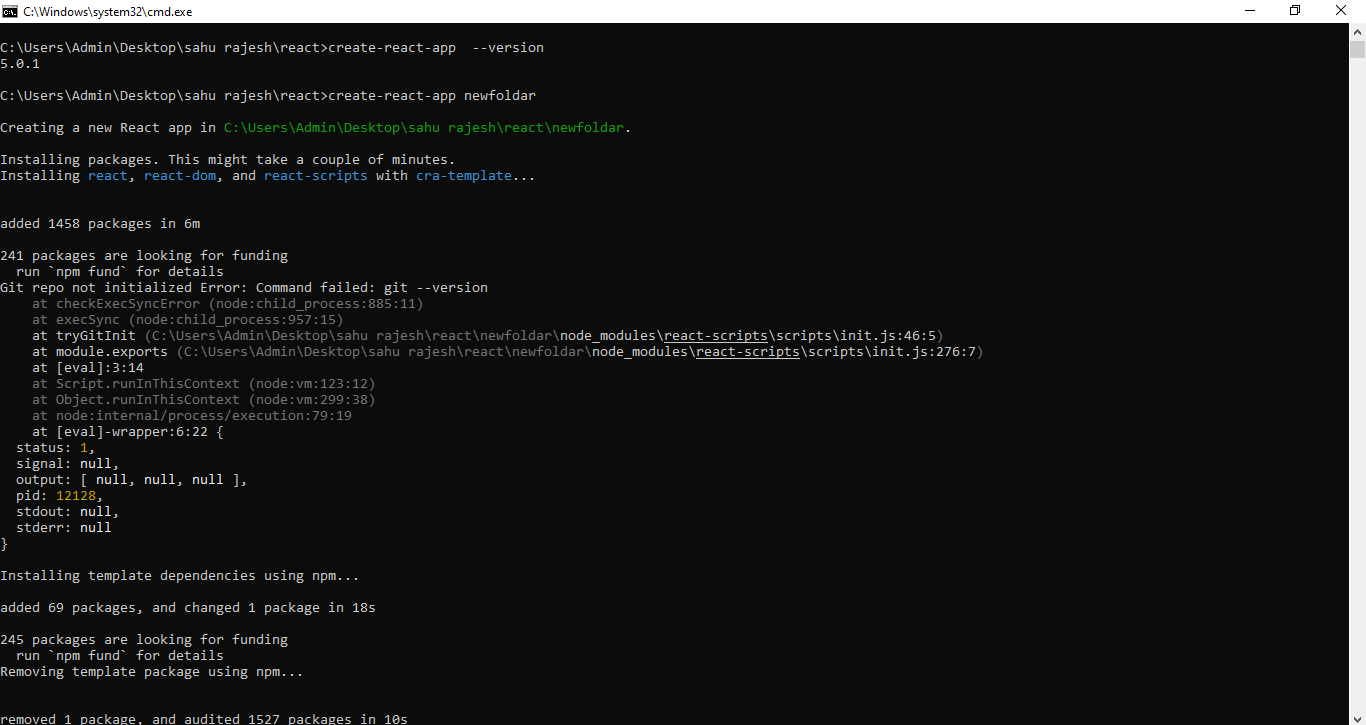 C:\Windows\system32\cmd.exe
C:\Users\Admin\Desktop\sahu rajesh\react>create-react-app  --version
5.0.1
C:\Users\Admin\Desktop\sahu rajesh\react>create-react-app newfoldar
Creating a new React app in C:\Users\Admin\Desktop\sahu rajesh\react\newfoldar.
Installing packages. This might take a couple of minutes.
Installing react, react-dom, and react-scripts with cra-template...
added 1458 packages in 6m
241 packages are looking for funding
  run `npm fund` for details
Git repo not initialized Error: Command failed: git --version
    at checkExecSyncError (node:child_process:885:11)
    at execSync (node:child_process:957:15)
    at tryGitInit (C:\Users\Admin\Desktop\sahu rajesh\react\newfoldar\node_modules\react-scripts\scripts\init.js:46:5)
    at module.exports (C:\Users\Admin\Desktop\sahu rajesh\react\newfoldar\node_modules\react-scripts\scripts\init.js:276:7)
    at [eval]:3:14
    at Script.runInThisContext (node:vm:123:12)
    at Object.runInThisContext (node:vm:299:38)
    at node:internal/process/execution:79:19
    at [eval]-wrapper:6:22 {
  status: 1,
  signal: null,
  output: [ null, null, null ],
  pid: 12128,
  stdout: null,
  stderr: null
}
Installing template dependencies using npm...
added 69 packages, and changed 1 package in 18s
245 packages are looking for funding
  run `npm fund` for details
Removing template package using npm...
removed 1 package, and audited 1527 packages in 10s